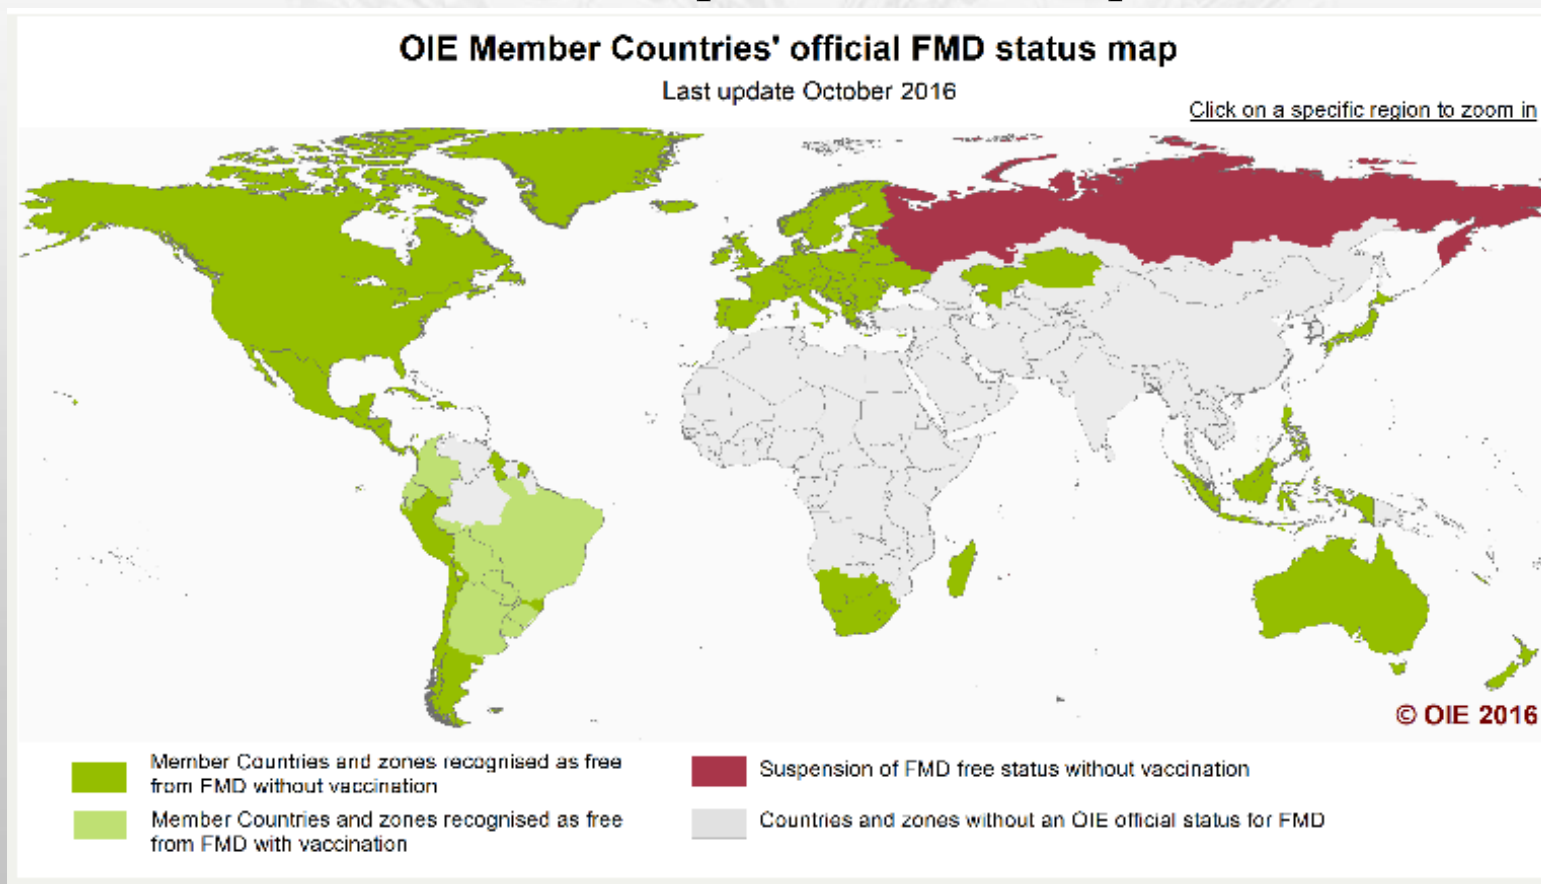 OIE Member Countries' official FMD status map
Last update October 2016
Click on a specific region to zoom in
© OIE 2016
Member Countries and zones recognised as free
from FMD without vaccination
Member Countries and zones recognised as free
from FMD with vaccination
Suspension of FMD free status without vaccination
Countries and zones without an OIE official status for FMD